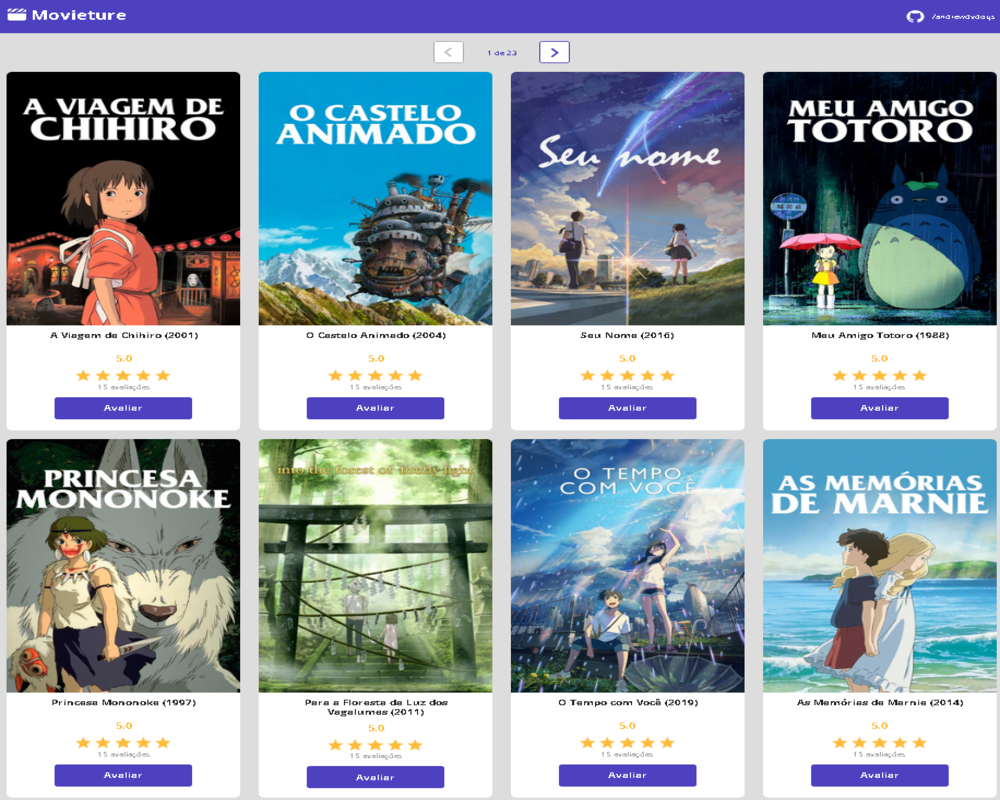 Movieture
1 de 23
A VIAGEM DE
CHIHIRO
O CASTELO
ANIMADO
Seu nome
MEU AMIGO
TOTORO
A Viagem de Chihiro (2001)
O Castelo Animado (2004)
Seu Nome (2016)
Meu Amigo Totoro (1988)
5.0
5.0
5.0
5.0
15 avaliações
15 avaliações
15 avaliações
15 avaliações
Avaliar
Avaliar
Avaliar
Avaliar
PRINCESA
MONONOKE
into the forest of fireflies' light
O TEMPO
COM VOCÊ
AS MEMÓRIAS
DE MARNIE
Princesa Mononoke (1997)
Para a Floresta da Luz dos
Vagalumes (2011)
O Tempo com Você (2019)
As Memórias de Marnie (2014)
5.0
5.0
5.0
5.0
15 avaliações
15 avaliações
15 avaliações
15 avaliações
Avaliar
Avaliar
Avaliar
Avaliar